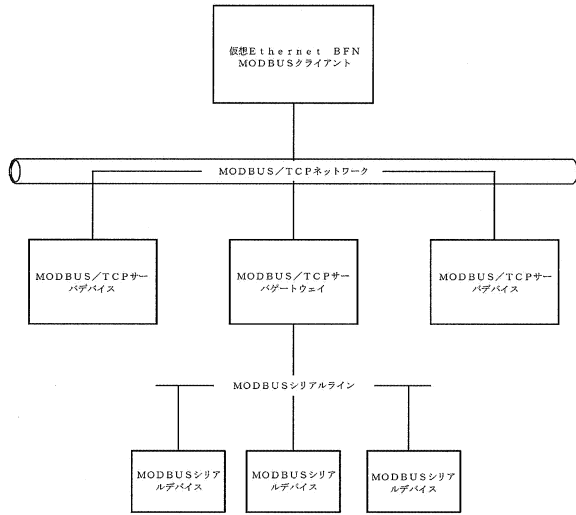 仮想Ethernet BFN
MODBUSクライアント
MODBUS/TCPネットワーク
MODBUS/TCPサー
バデバイス
MODBUS/TCPサー
バゲートウェイ
MODBUS/TCPサー
バデバイス
MODBUSシリアルライン
MODBUSシリア
ルデバイス
MODBUSシリア
ルデバイス
MODBUSシリア
ルデバイス